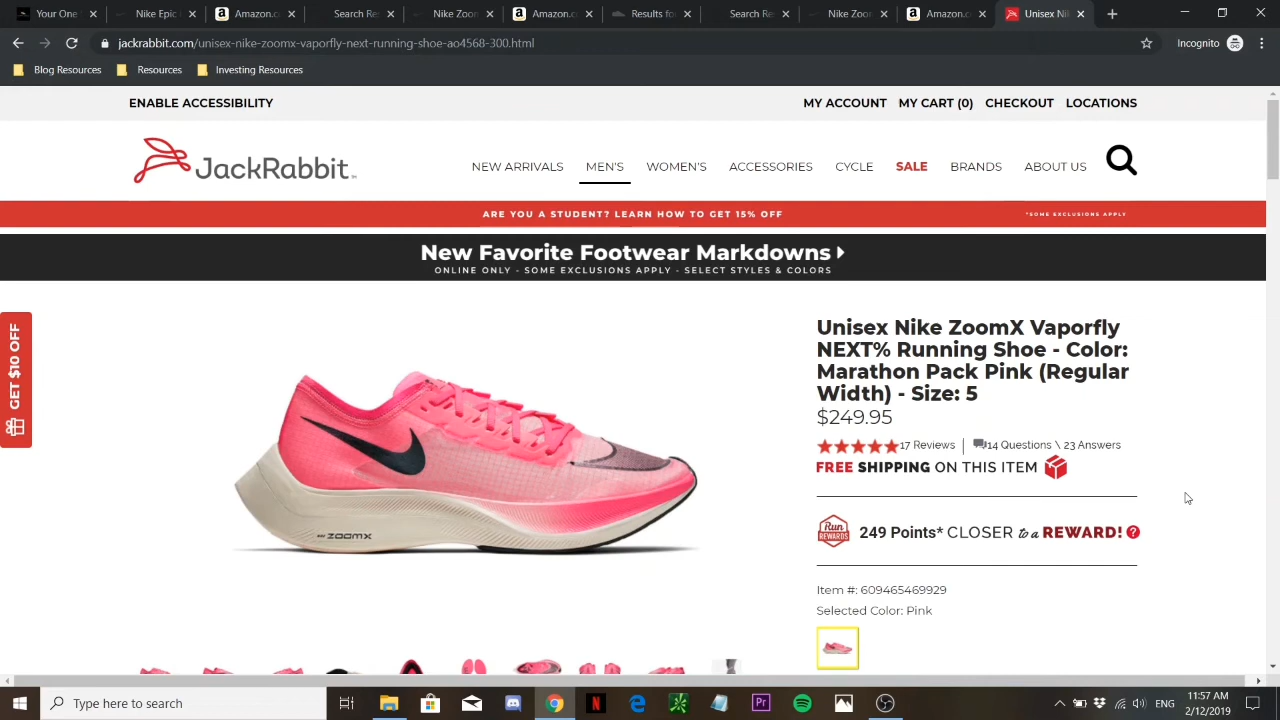 Your One
Nike Epic
Amazon.c
Search Re
Nike Zoon
Amazon.c
Results fo
Search Re
Nike Zoon
Amazon.c
Unisex Ni
jackrabbit.com/unisex-nike-zoomx-vaporfly-next-running-shoe-ao4568-300.html
Incognito
Blog Resources
Resources
Investing Resources
ENABLE ACCESSIBILITY
MY ACCOUNT MY CART (0) CHECKOUT LOCATIONS
JackRabbit
NEW ARRIVALS MEN'S WOMEN'S ACCESSORIES CYCLE SALE BRANDS ABOUT US
ARE YOU A STUDENT? LEARN HOW TO GET 15% OFF
*SOME EXCLUSIONS APPLY
New Favorite Footwear Markdowns
ONLINE ONLY - SOME EXCLUSIONS APPLY - SELECT STYLES & COLORS
GET $10 OFF
Unisex Nike ZoomX Vaporfly
NEXT% Running Shoe - Color:
Marathon Pack Pink (Regular
Width) - Size: 5
$249.95
17 Reviews | 14 Questions \ 23 Answers
FREE SHIPPING ON THIS ITEM
Run REWARDS
249 Points* CLOSER to a REWARD! ?
ZOOMX
Item #: 609465469929
Selected Color: Pink
Type here to search
ENG
11:57 AM
2/12/2019